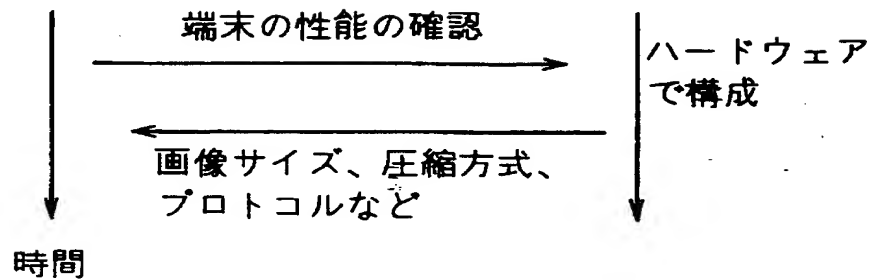 端末の性能の確認
ハードウェア
で構成
画像サイズ、圧縮方式、
プロトコルなど
時間